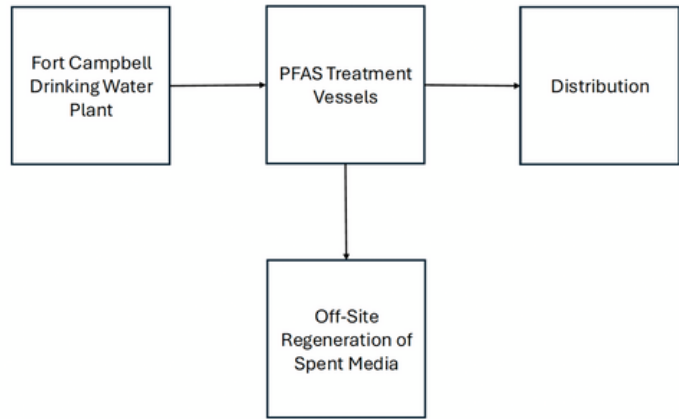 Fort Campbell
Drinking Water
Plant
PFAS Treatment
Vessels
Distribution
Off-Site
Regeneration of
Spent Media